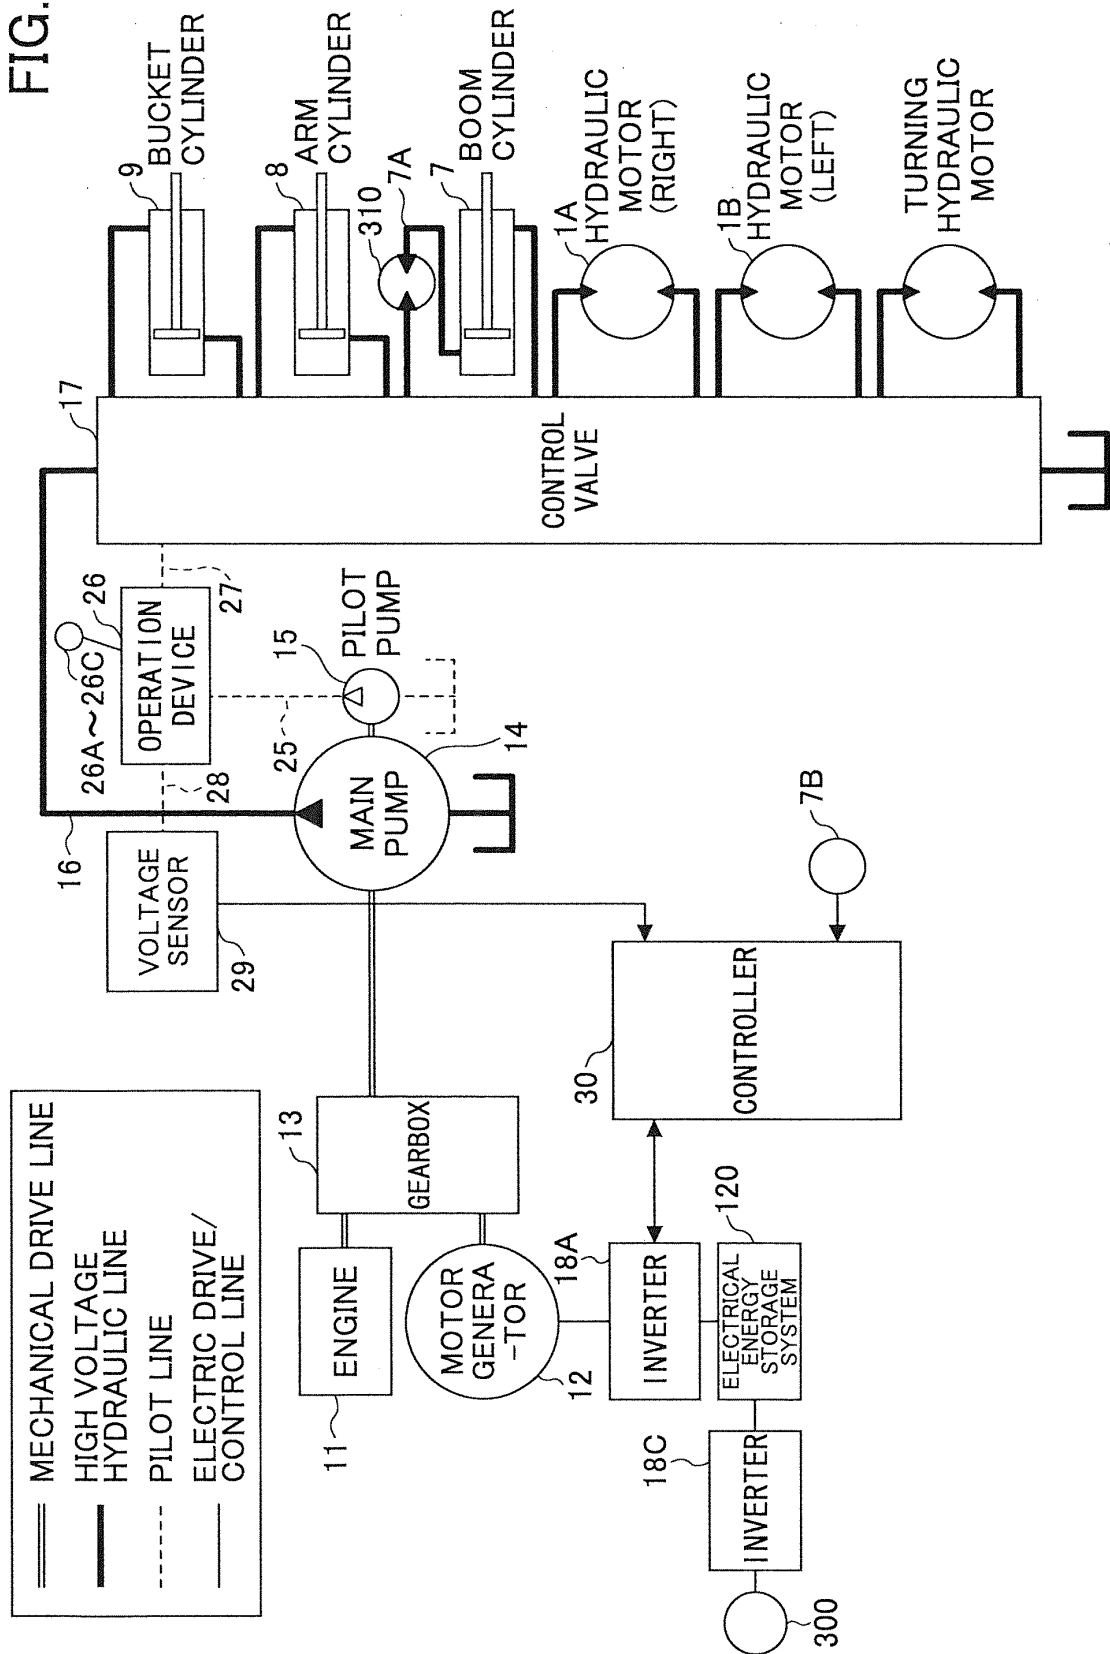 FIG.
MECHANICAL DRIVE LINE
HIGH VOLTAGE
HYDRAULIC LINE
PILOT LINE
ELECTRIC DRIVE/
CONTROL LINE
16
VOLTAGE
SENSOR
29
28
26A~26C
26
OPERATION
DEVICE
27
17
25
15
PILOT
PUMP
MAIN
PUMP
14
CONTROL
VALVE
9
BUCKET
CYLINDER
8
ARM
CYLINDER
310
7A
7
BOOM
CYLINDER
1A
HYDRAULIC
MOTOR
(RIGHT)
1B
HYDRAULIC
MOTOR
(LEFT)
TURNING
HYDRAULIC
MOTOR
11
ENGINE
13
GEARBOX
MOTOR
GENERA
-TOR
12
18A
INVERTER
30
CONTROLLER
7B
120
ELECTRICAL
ENERGY
STORAGE
SYSTEM
18C
INVERTER
300